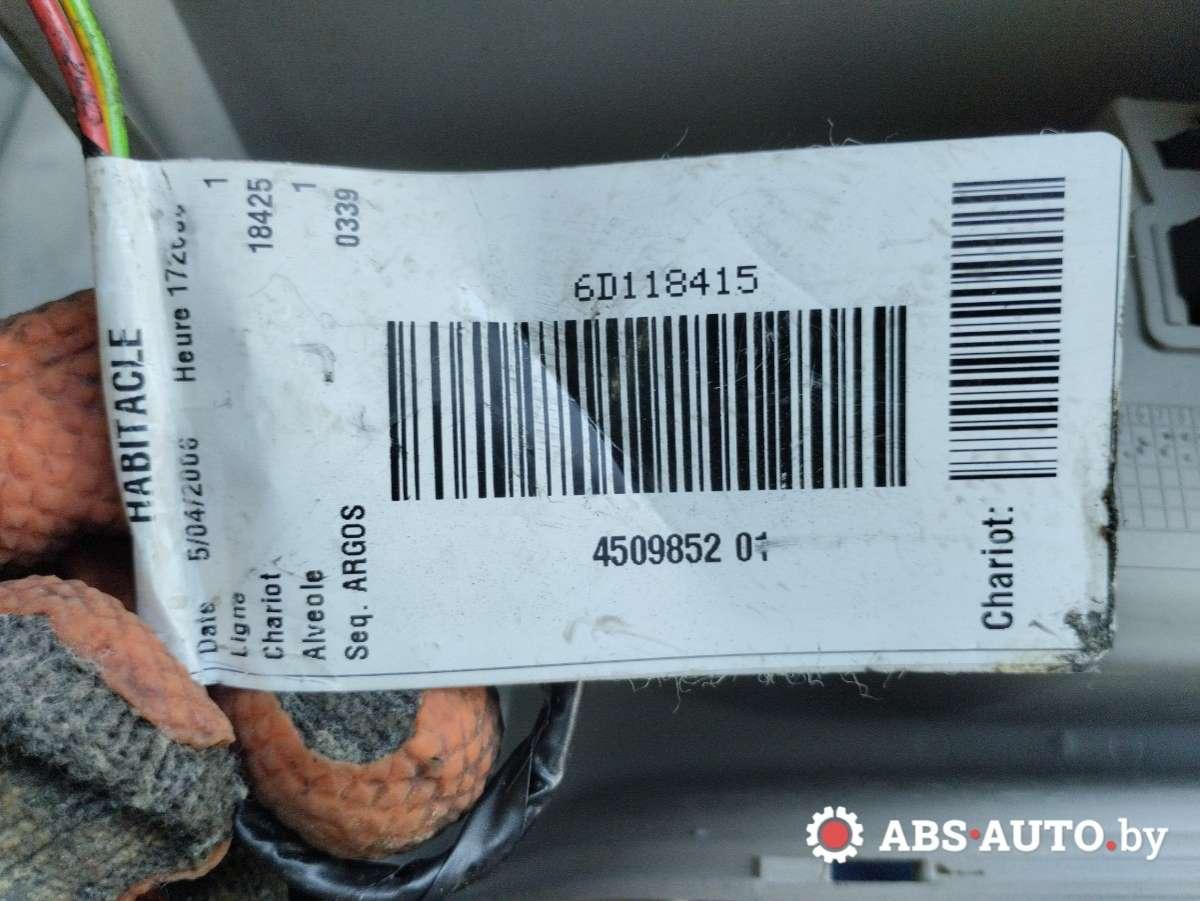 HABITACLE
Date 5/04/2006 Heure
Ligne 1
Chariot 18425
Alveole 1
Seq. ARGOS 0339
6D118415
4509852 01
Chariot:
ABS·AUTO.by